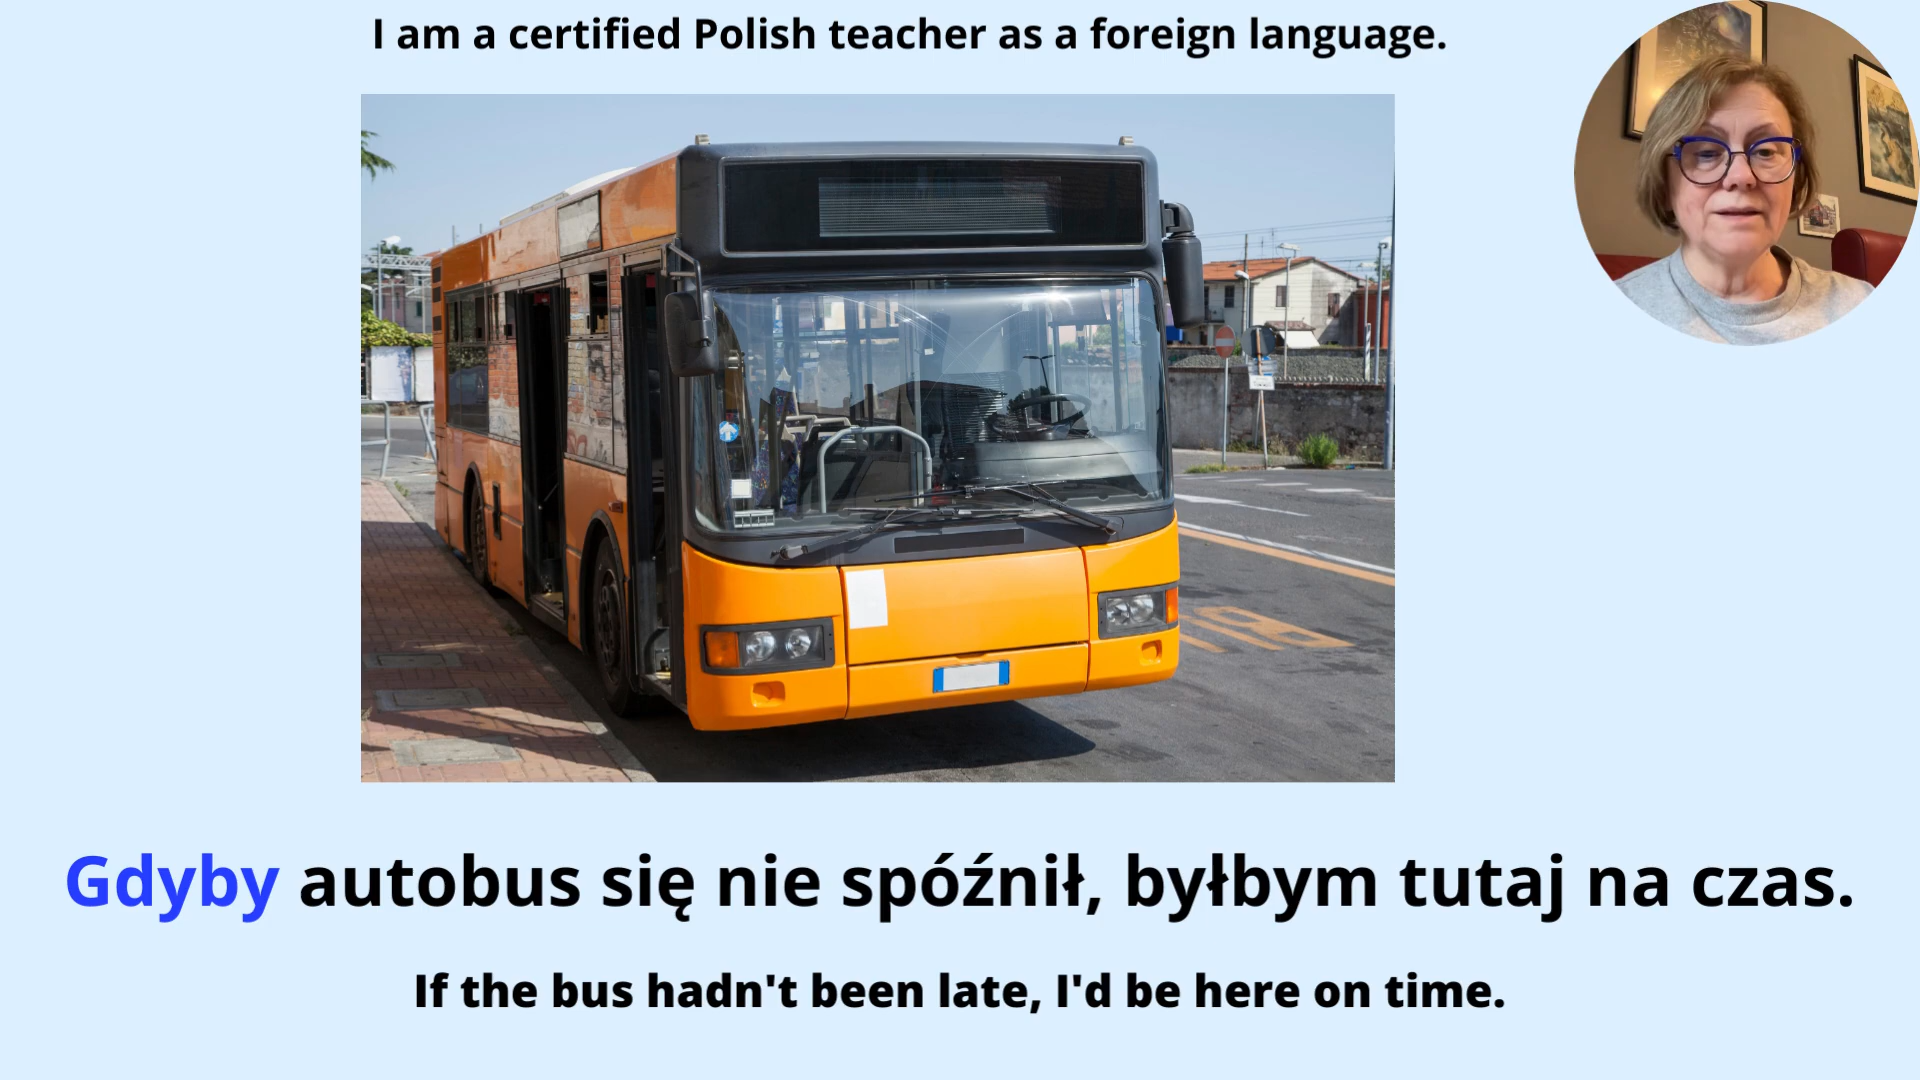 I am a certified Polish teacher as a foreign language.
Gdyby autobus się nie spóźnił, byłbym tutaj na czas.
If the bus hadn't been late, I'd be here on time.